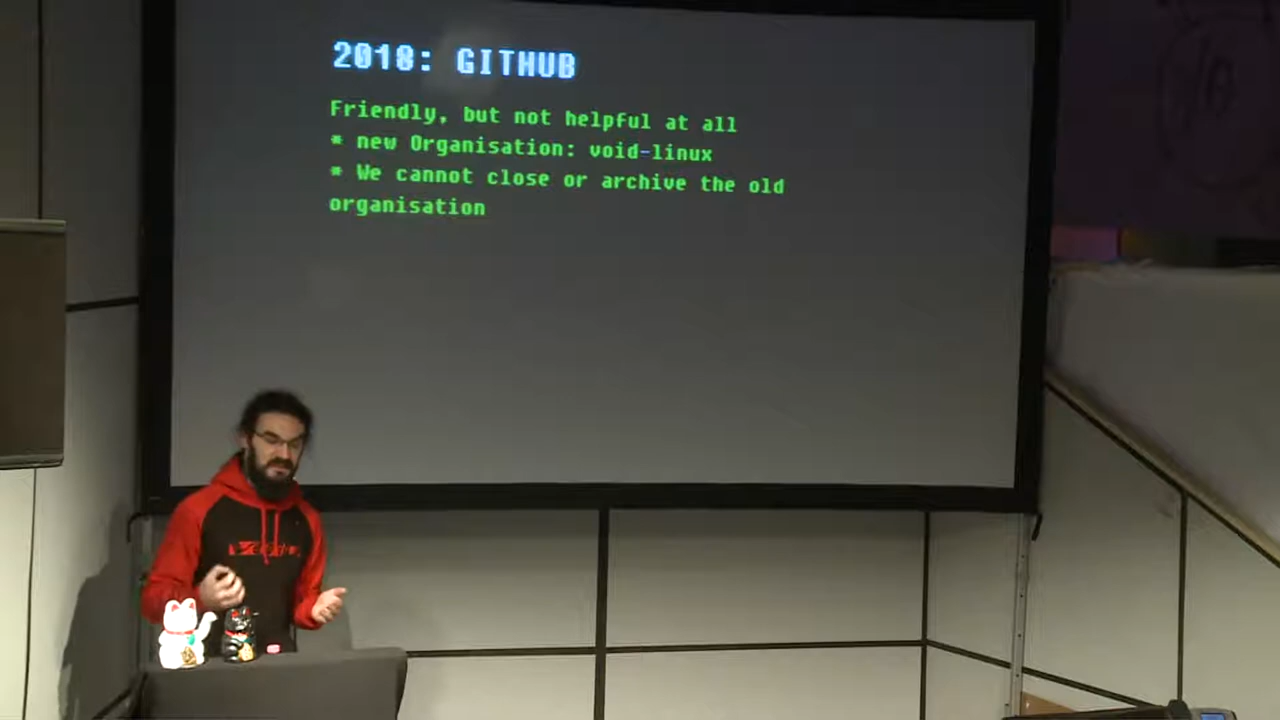 2018: GITHUB
Friendly, but not helpful at all
* new Organisation: void-linux
* We cannot close or archive the old
organisation